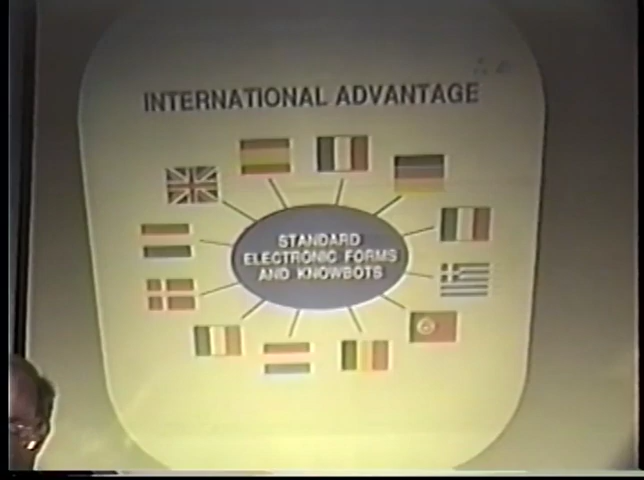 INTERNATIONAL ADVANTAGE
STANDARD
ELECTRONIC FORMS
AND KNOWBOTS